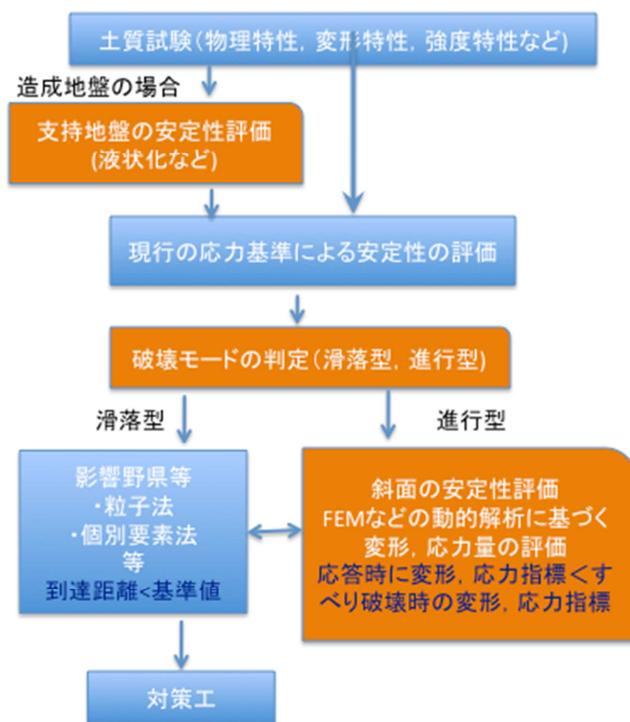 土質試験（物理特性，変形特性，強度特性など）
造成地盤の場合
支持地盤の安定性評価
(液状化など)
現行の応力基準による安定性の評価
破壊モードの判定（滑落型，進行型）
滑落型
進行型
影響野県等
・粒子法
・個別要素法
等
到達距離<基準値
斜面の安定性評価
FEMなどの動的解析に基づく
変形，応力量の評価
応答時に変形，応力指標＜す
べり破壊時の変形，応力指標
対策工